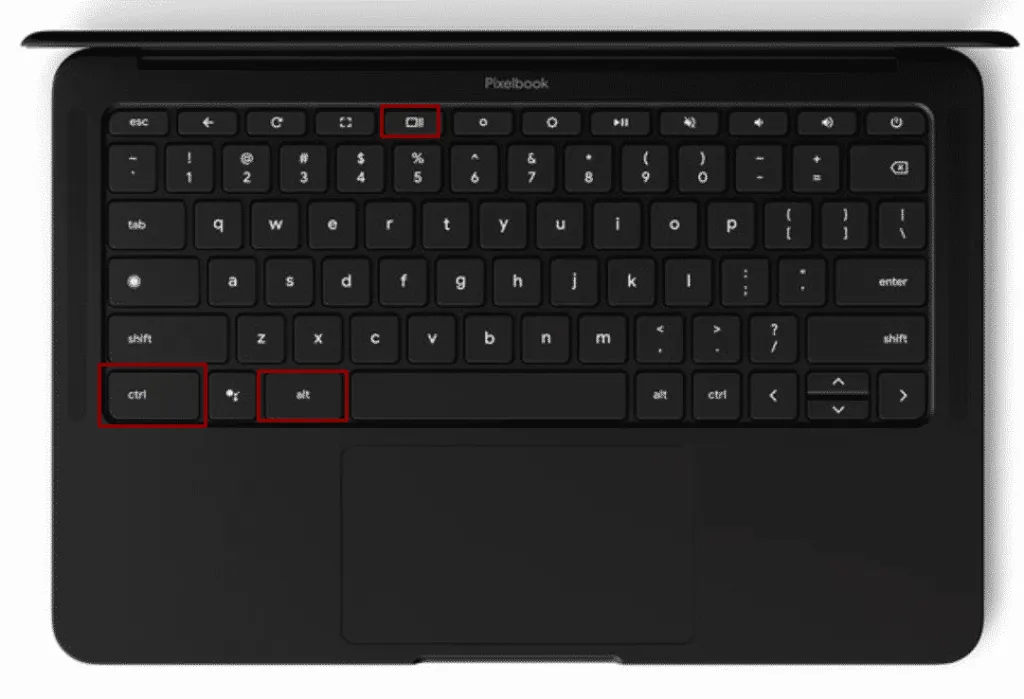 Pixelbook
esc
~ ! @ # $ % ^ & * ( ) _ +
` 1 2 3 4 5 6 7 8 9 0 - =
tab q w e r t y u i o p { } |
[ ] \
a s d f g h j k l : "
; '
enter
shift z x c v b n m < > ?
, . /
shift
ctrl alt alt ctrl